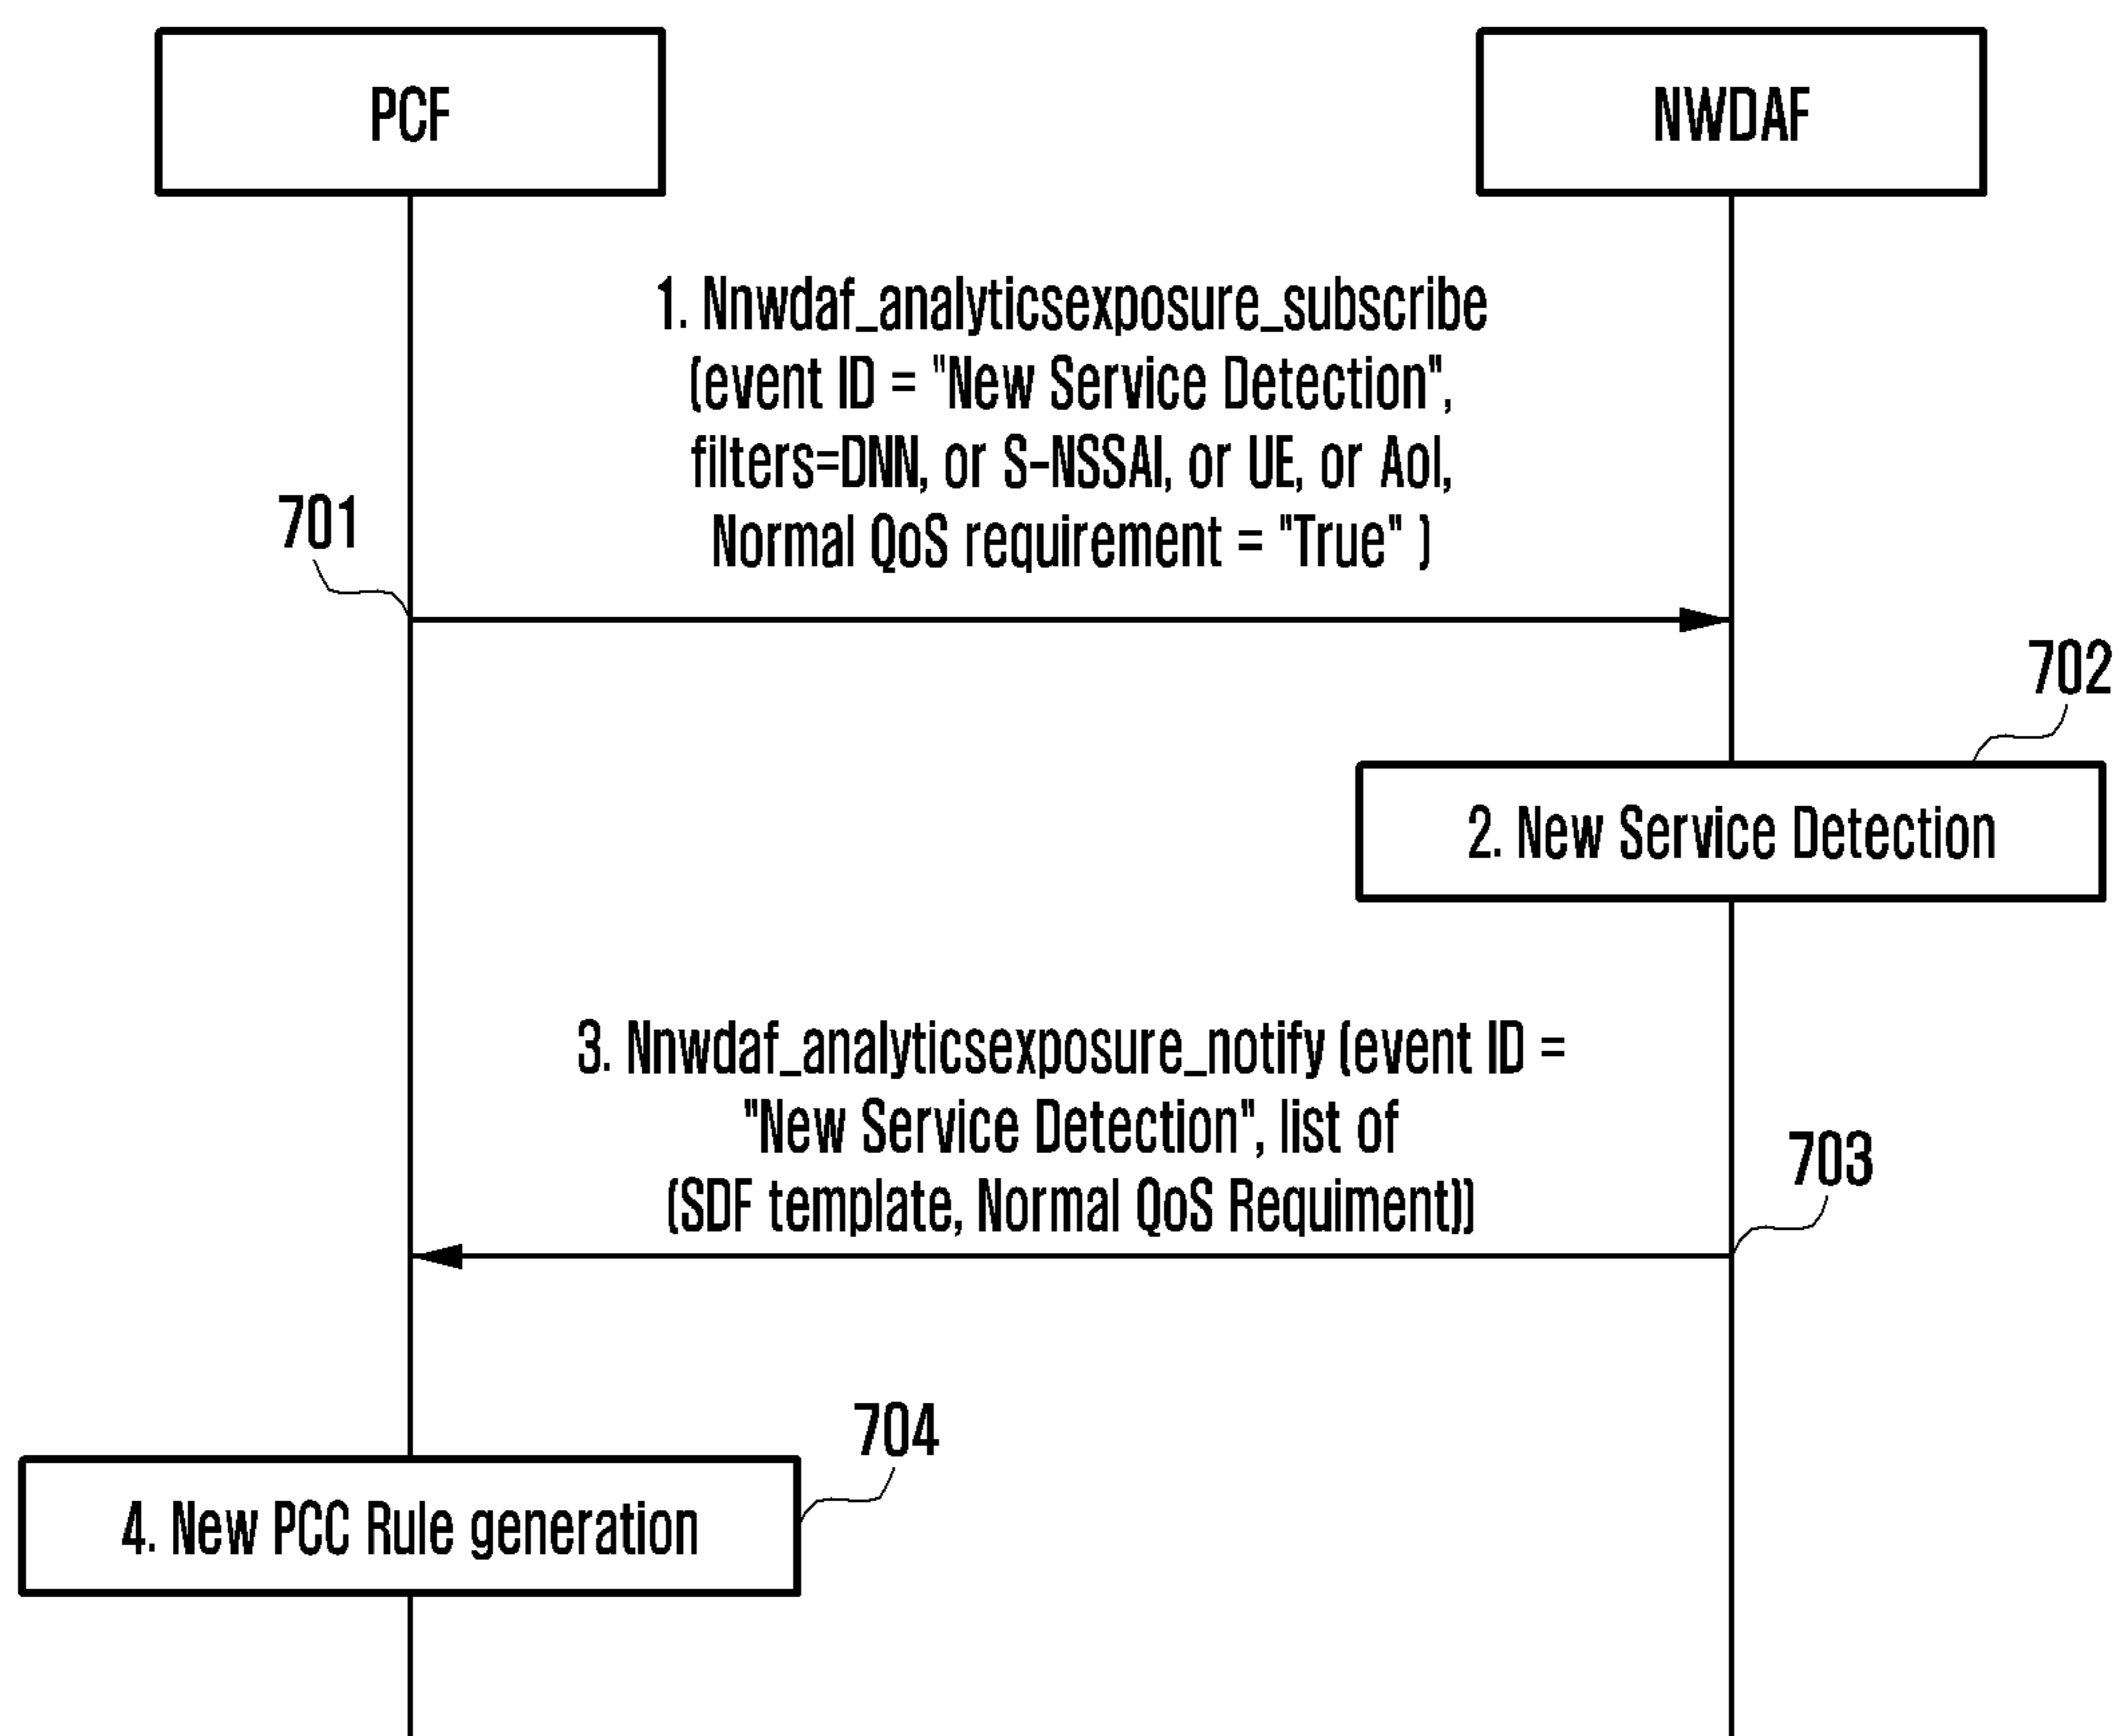 PCF
NWDAF
1. Nnwdaf_analyticsexposure_subscribe
(event ID = "New Service Detection",
filters=DNN, or S-NSSAI, or UE, or AoI,
Normal QoS requirement = "True" )
701
702
2. New Service Detection
3. Nnwdaf_analyticsexposure_notify (event ID =
"New Service Detection", list of
(SDF template, Normal QoS Requiment))
703
704
4. New PCC Rule generation